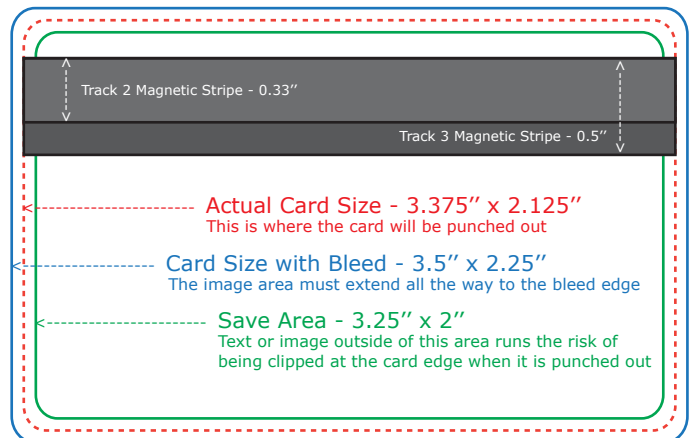 Track 2 Magnetic Stripe - 0.33″
Track 3 Magnetic Stripe - 0.5″
Actual Card Size - 3.375″ x 2.125″
This is where the card will be punched out
Card Size with Bleed - 3.5″ x 2.25″
The image area must extend all the way to the bleed edge
Save Area - 3.25″ x 2″
Text or image outside of this area runs the risk of
being clipped at the card edge when it is punched out